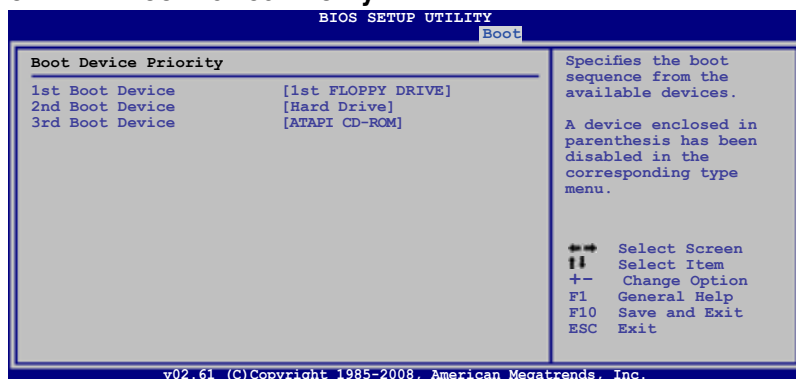 BIOS SETUP UTILITY
Boot
Boot Device Priority
1st Boot Device [1st FLOPPY DRIVE]
2nd Boot Device [Hard Drive]
3rd Boot Device [ATAPI CD-ROM]
Specifies the boot
sequence from the
available devices.
A device enclosed in
parenthesis has been
disabled in the
corresponding type
menu.
←→ Select Screen
↑↓ Select Item
+- Change Option
F1 General Help
F10 Save and Exit
ESC Exit
v02.61 (C)Copyright 1985-2008, American Megatrends, Inc.